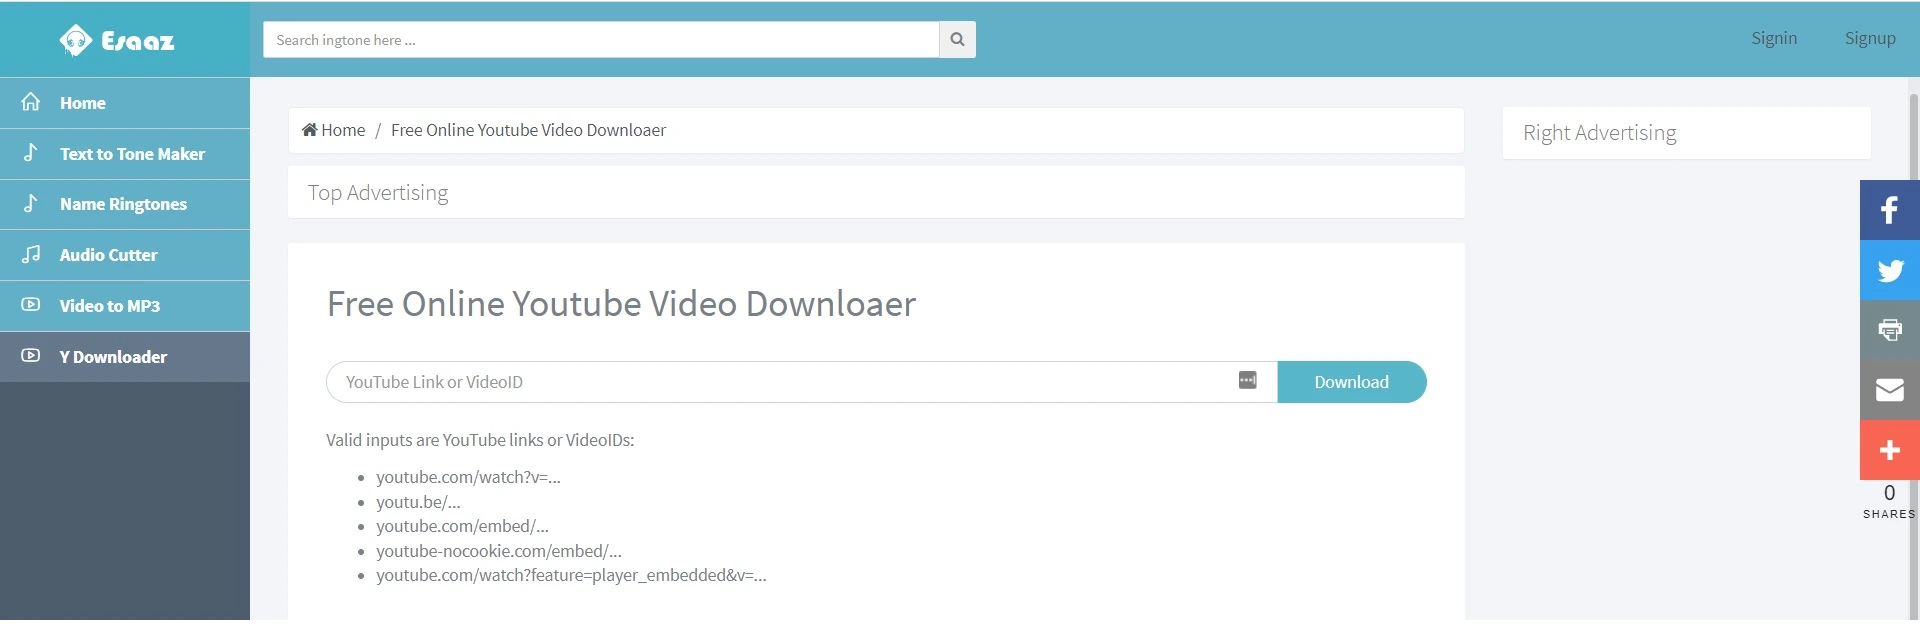 Esaaz
Search ingtone here ...
Signin
Signup
Home
Text to Tone Maker
Name Ringtones
Audio Cutter
Video to MP3
Y Downloader
Home / Free Online Youtube Video Downloaer
Top Advertising
Free Online Youtube Video Downloaer
YouTube Link or VideoID
Download
Valid inputs are YouTube links or VideoIDs:
youtube.com/watch?v=...
youtu.be/...
youtube.com/embed/...
youtube-nocookie.com/embed/...
youtube.com/watch?feature=player_embedded&v=...
Right Advertising
0
SHARES